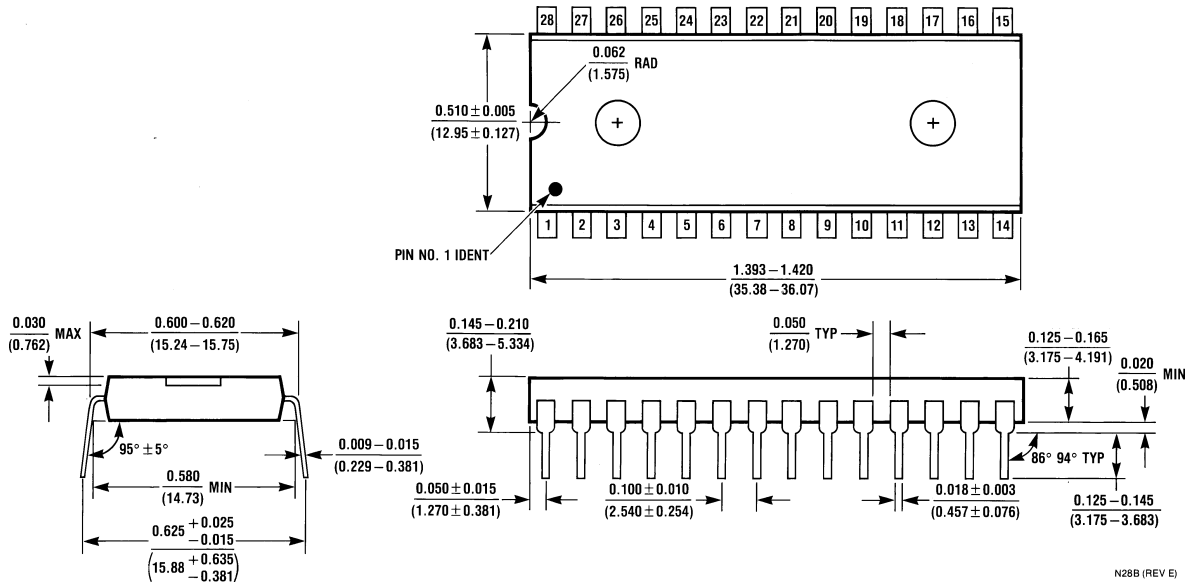 28 27 26 25 24 23 22 21 20 19 18 17 16 15
0.062
(1.575) RAD
0.510 ± 0.005
(12.95 ± 0.127)
1 2 3 4 5 6 7 8 9 10 11 12 13 14
PIN NO. 1 IDENT
1.393 – 1.420
(35.38 – 36.07)
0.030
(0.762) MAX
0.600 – 0.620
(15.24 – 15.75)
95° ± 5°
0.009 – 0.015
(0.229 – 0.381)
0.580
(14.73) MIN
0.625 + 0.025
– 0.015
(15.88 + 0.635
– 0.381)
0.145 – 0.210
(3.683 – 5.334)
0.050
(1.270) TYP
0.125 – 0.165
(3.175 – 4.191)
0.020
(0.508) MIN
86° 94° TYP
0.050 ± 0.015
(1.270 ± 0.381)
0.100 ± 0.010
(2.540 ± 0.254)
0.018 ± 0.003
(0.457 ± 0.076)
0.125 – 0.145
(3.175 – 3.683)
N28B (REV E)